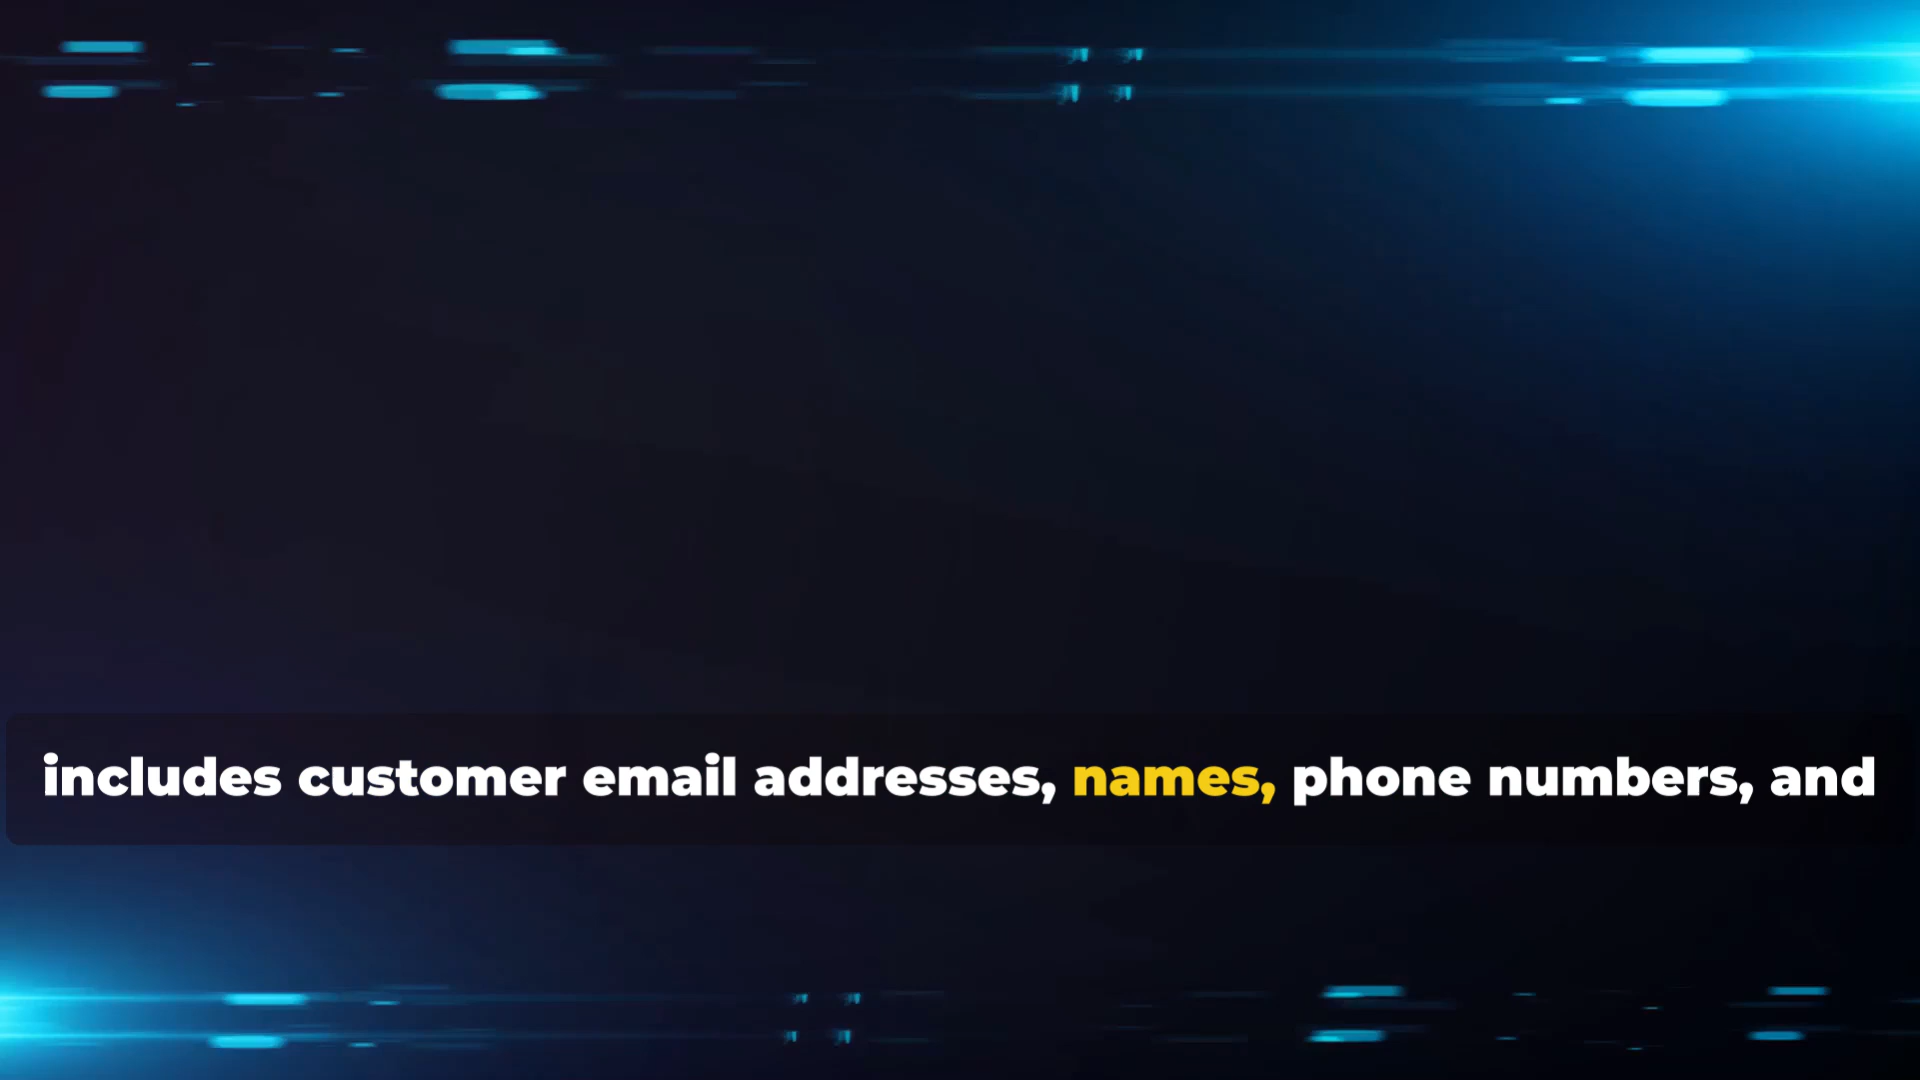 includes customer email addresses, names, phone numbers, and